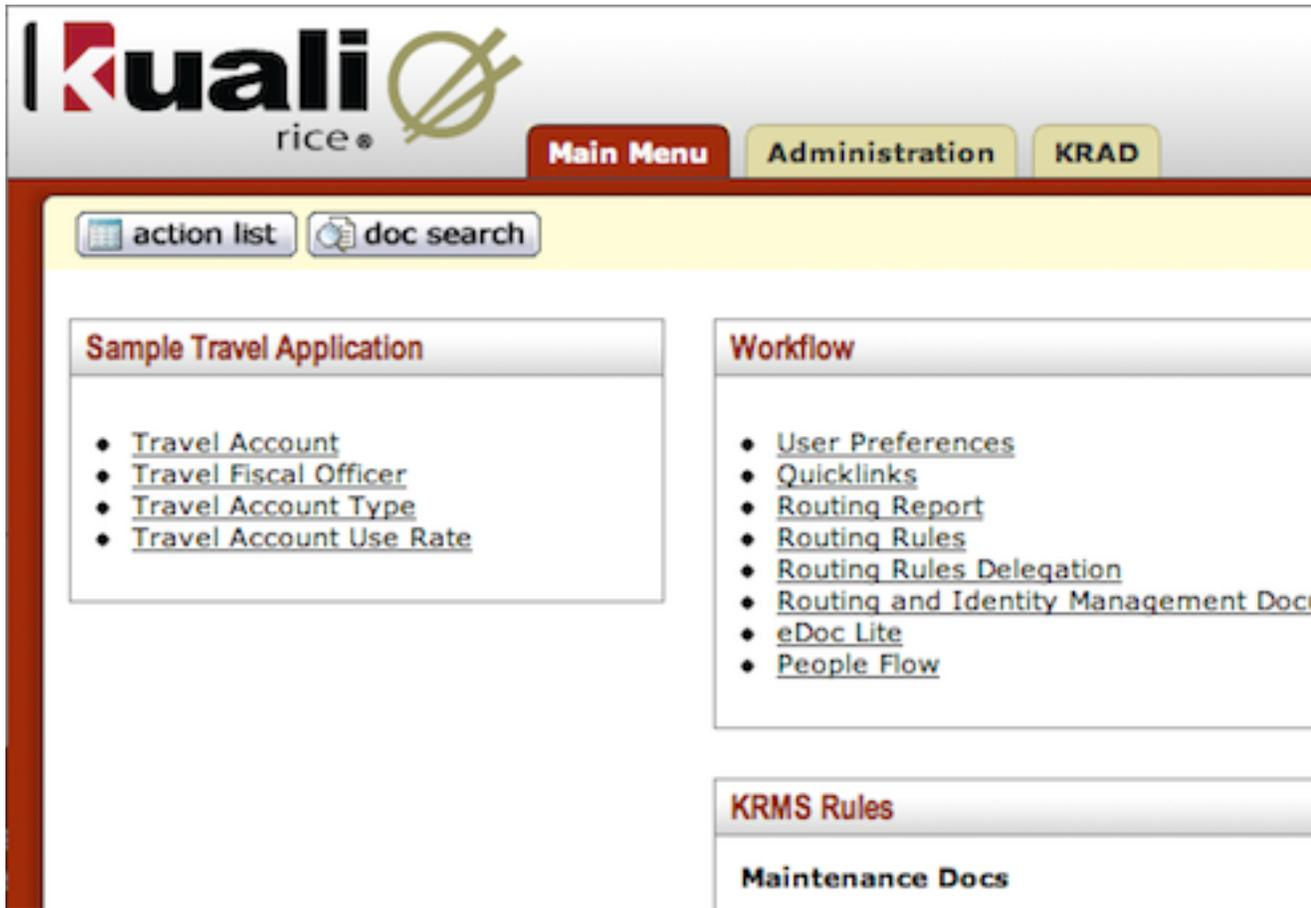 Kuali
rice®
Main Menu Administration KRAD
action list doc search
Sample Travel Application
Travel Account
Travel Fiscal Officer
Travel Account Type
Travel Account Use Rate
Workflow
User Preferences
Quicklinks
Routing Report
Routing Rules
Routing Rules Delegation
Routing and Identity Management
eDoc Lite
People Flow
KRMS Rules
Maintenance Docs